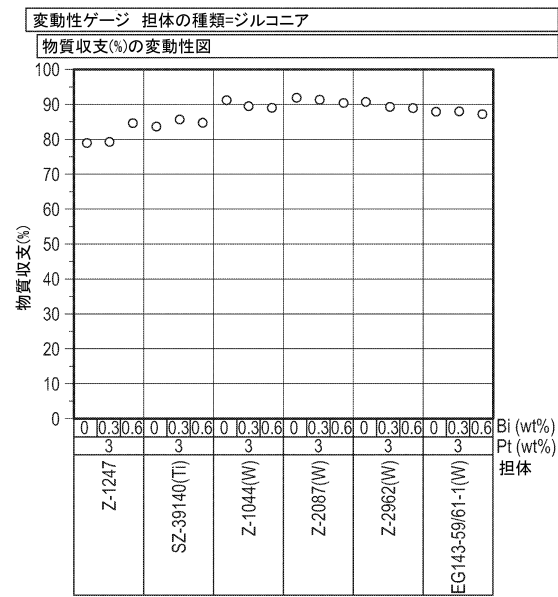 変動性ゲージ 担体の種類=ジルコニア
物質収支(%)の変動性図
100
90
80
70
60
50
40
30
20
10
0
物質収支(%)
0 0.3 0.6 0 0.3 0.6 0 0.3 0.6 0 0.3 0.6 0 0.3 0.6 0 0.3 0.6 Bi (wt%)
3 3 3 3 3 3 Pt (wt%)
Z-1247 SZ-39140(Ti) Z-1044(W) Z-2087(W) Z-2962(W) EG143-59/61-1(W) 担体